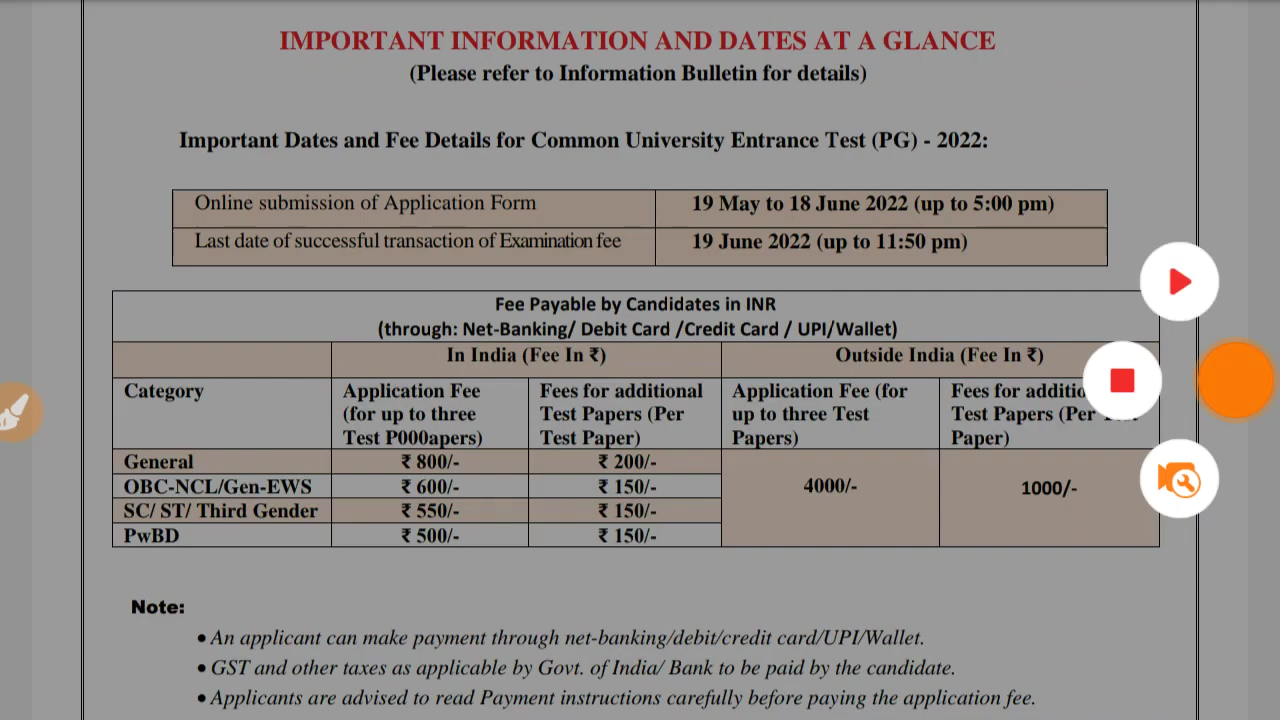 IMPORTANT INFORMATION AND DATES AT A GLANCE
(Please refer to Information Bulletin for details)
Important Dates and Fee Details for Common University Entrance Test (PG) - 2022:
Online submission of Application Form 19 May to 18 June 2022 (up to 5:00 pm)
Last date of successful transaction of Examination fee 19 June 2022 (up to 11:50 pm)
Fee Payable by Candidates in INR
(through: Net-Banking/ Debit Card /Credit Card / UPI/Wallet)
In India (Fee In ₹) Outside India (Fee In ₹)
Category
Application Fee
(for up to three
Test P000apers)
Fees for additional
Test Papers (Per
Test Paper)
Application Fee (for
up to three Test
Papers)
Fees for
Test Papers (Per
Paper)
General ₹ 800/- ₹ 200/-
OBC-NCL/Gen-EWS ₹ 600/- ₹ 150/- 4000/- 1000/-
SC/ ST/ Third Gender ₹ 550/- ₹ 150/-
PwBD ₹ 500/- ₹ 150/-
Note:
• An applicant can make payment through net-banking/debit/credit card/UPI/Wallet.
• GST and other taxes as applicable by Govt. of India/ Bank to be paid by the candidate.
• Applicants are advised to read Payment instructions carefully before paying the application fee.